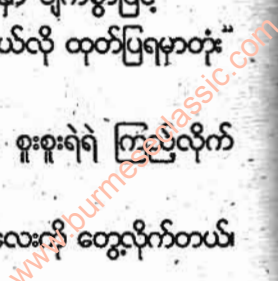 ယ်လို ထုတ်ပြရမှာတုံး"
စူးစူးရဲရဲ ကြည့်လိုက်
လေးကို တွေ့လိုက်တယ်။
www.burmeseclassic.com